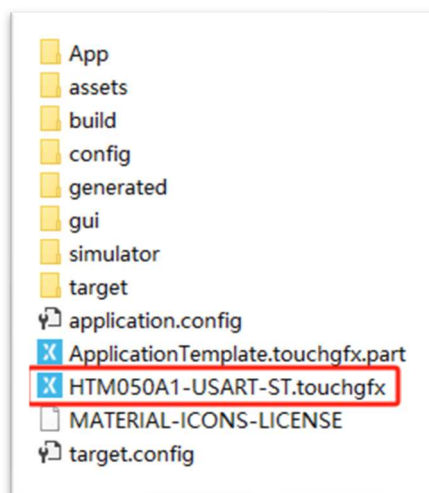 App
assets
build
config
generated
gui
simulator
target
application.config
ApplicationTemplate.touchgfx.part
HTM050A1-USART-ST.touchgfx
MATERIAL-ICONS-LICENSE
target.config